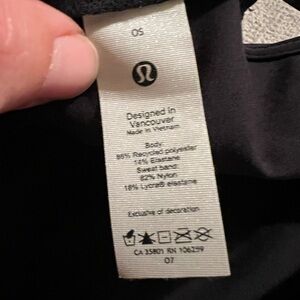 OS
Designed in
Vancouver
Made in Vietnam
Body:
86% Recycled polyester
14% Elastane
Sweat band:
82% Nylon
18% Lycra® elastane
Exclusive of decoration
CA 35801 RN 106259
07